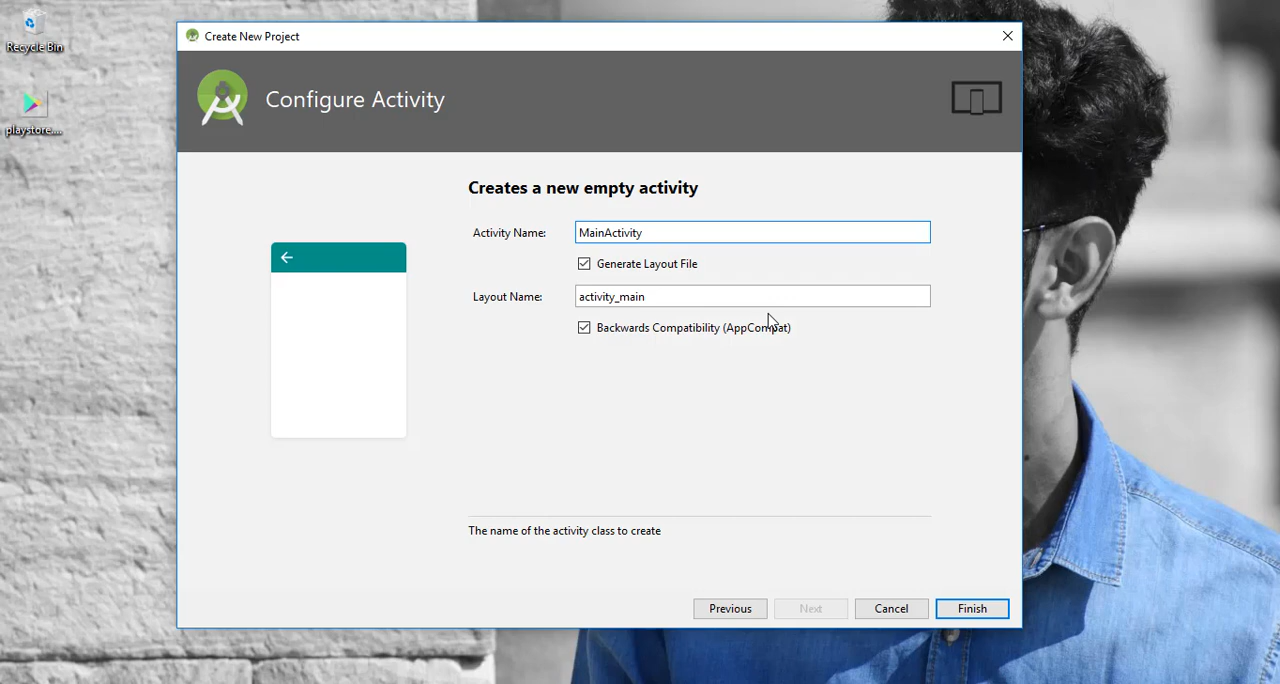 Recycle Bin
playstore....
Create New Project
Configure Activity
Creates a new empty activity
Activity Name: MainActivity
Generate Layout File
Layout Name: activity_main
Backwards Compatibility (AppCompat)
The name of the activity class to create
Previous Next Cancel Finish